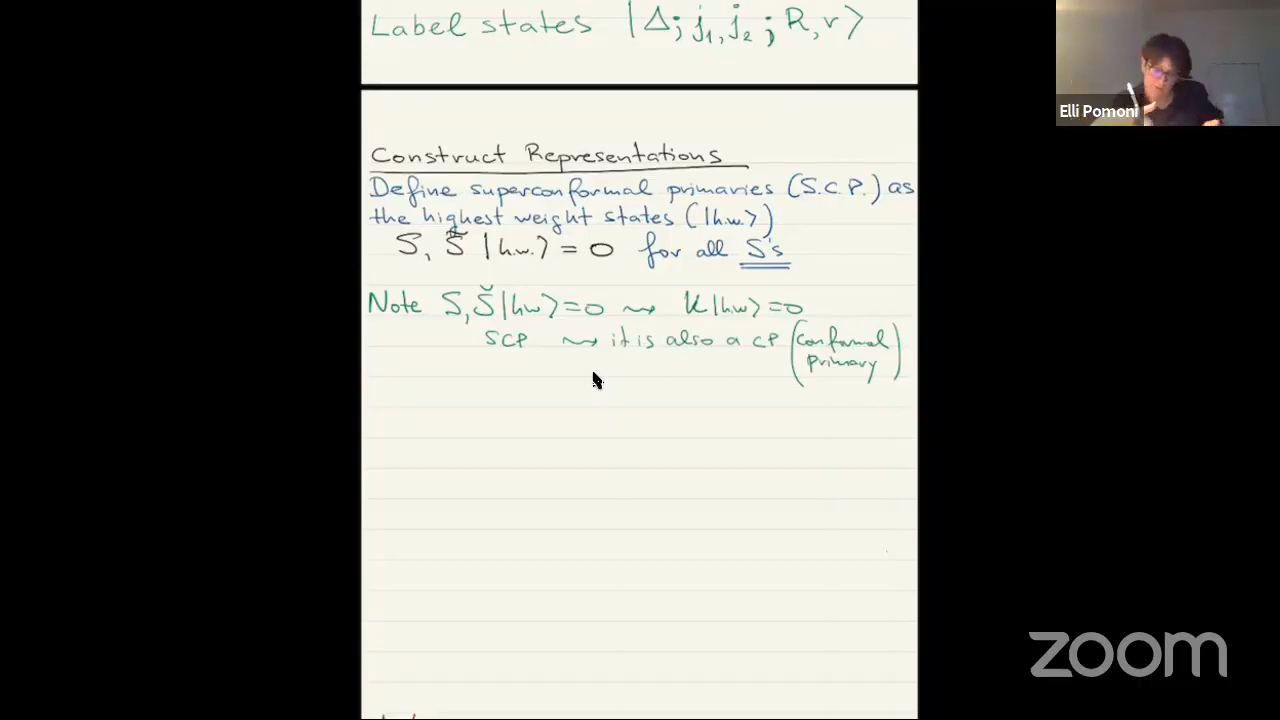 Label states |Δ; j₁, j₂; R, r⟩
Elli Pomoni
Construct Representations
Define superconformal primaries (S.C.P.) as
the highest weight states (|h.w.⟩)
S, S̃ |h.w.⟩ = 0 for all S's
Note S, Š |hw⟩ = 0 ⇝ K|hw⟩ = 0
SCP ⇝ it is also a CP (conformal
primary)
zoom